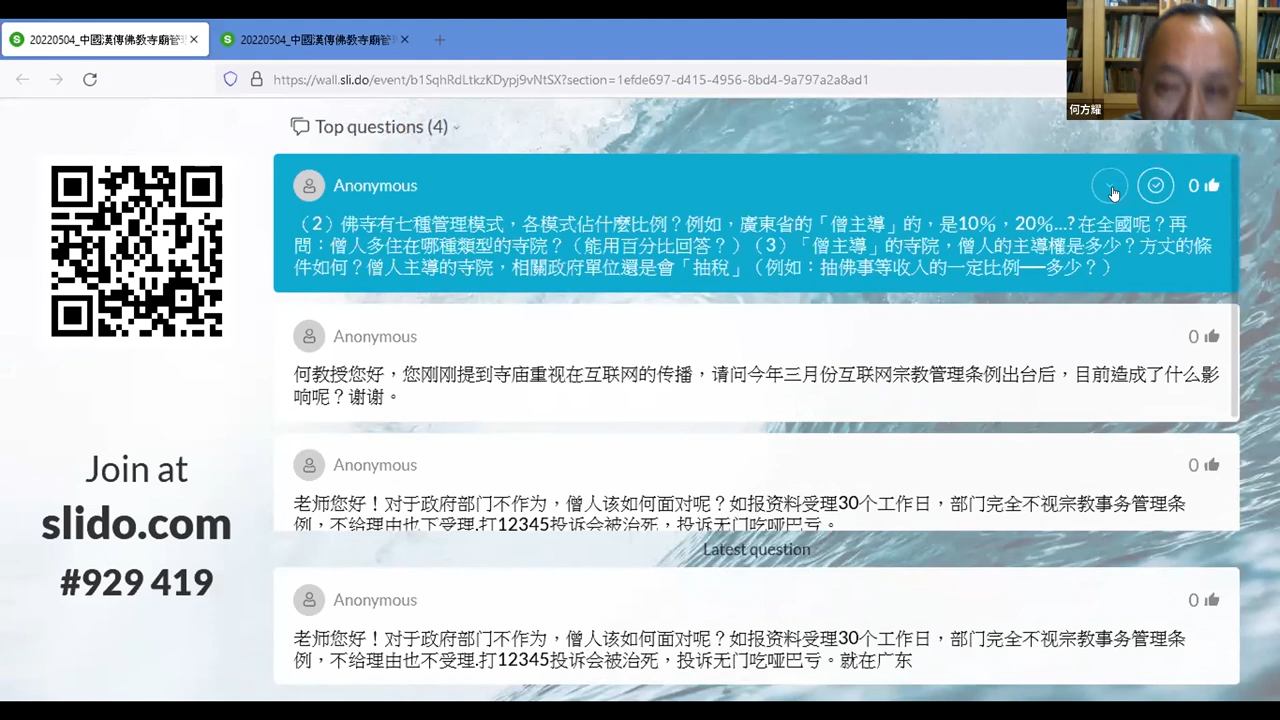 20220504_中國漢傳佛教寺廟管理
20220504_中國漢傳佛教寺廟管理
https://wall.sli.do/event/b1SqhRdLtkzKDypj9vNtSX?section=1efde697-d415-4956-8bd4-9a797a2a8ad1
何方耀
Top questions (4)
Anonymous
0
（2）佛寺有七種管理模式，各模式佔什麼比例？例如，廣東省的「僧主導」的，是10%，20%...? 在全國呢？再
問：僧人多住在哪種類型的寺院？（能用百分比回答？）（3）「僧主導」的寺院，僧人的主導權是多少？方丈的條
件如何？僧人主導的寺院，相關政府單位還是會「抽稅」（例如：抽佛事等收入的一定比例──多少？）
Anonymous
0
何教授您好，您刚刚提到寺庙重视在互联网的传播，请问今年三月份互联网宗教管理条例出台后，目前造成了什么影
响呢？谢谢。
Anonymous
0
老师您好！对于政府部门不作为，僧人该如何面对呢？如报资料受理30个工作日，部门完全不视宗教事务管理条
例，不给理由也不受理.打12345投诉会被治死，投诉无门吃哑巴亏。
Latest question
Anonymous
0
老师您好！对于政府部门不作为，僧人该如何面对呢？如报资料受理30个工作日，部门完全不视宗教事务管理条
例，不给理由也不受理.打12345投诉会被治死，投诉无门吃哑巴亏。就在广东
Join at
slido.com
#929 419